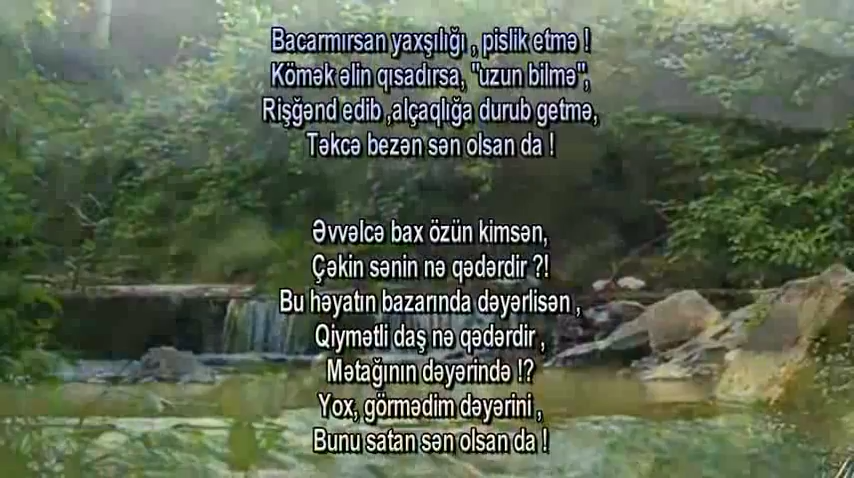 Bacarmırsan yaxşılığı , pislik etmə !
Kömək əlin qısadırsa, "uzun bilmə",
Rişğənd edib ,alçaqlığa durub getmə,
Təkcə bezən sən olsan da !
Əvvəlcə bax özün kimsən,
Çəkin sənin nə qədərdir ?!
Bu həyatın bazarında dəyərlisən ,
Qiymətli daş nə qədərdir ,
Mətağının dəyərində !?
Yox, görmədim dəyərini ,
Bunu satan sən olsan da !